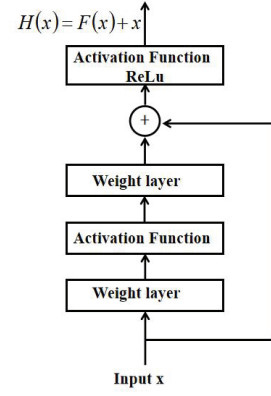 H(x)= F(x)+x
Activation Function
ReLu
+
Weight layer
Activation Function
Weight layer
Input x